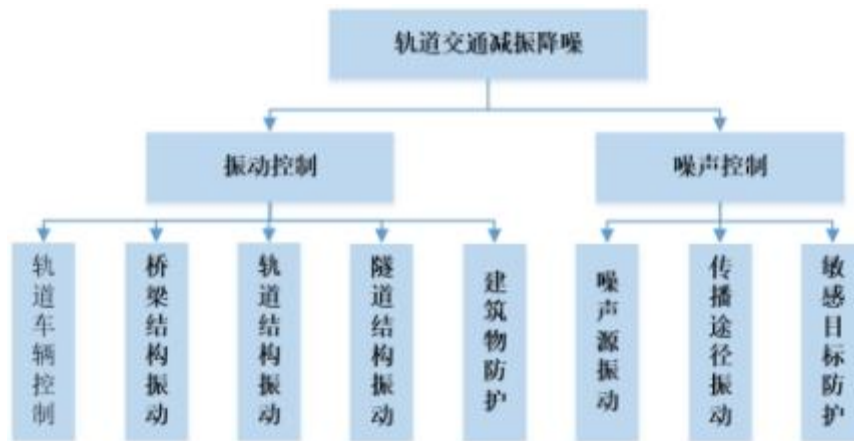 轨道交通减振降噪
振动控制
噪声控制
轨道车辆控制
桥梁结构振动
轨道结构振动
隧道结构振动
建筑物防护
噪声源振动
传播途径振动
敏感目标防护